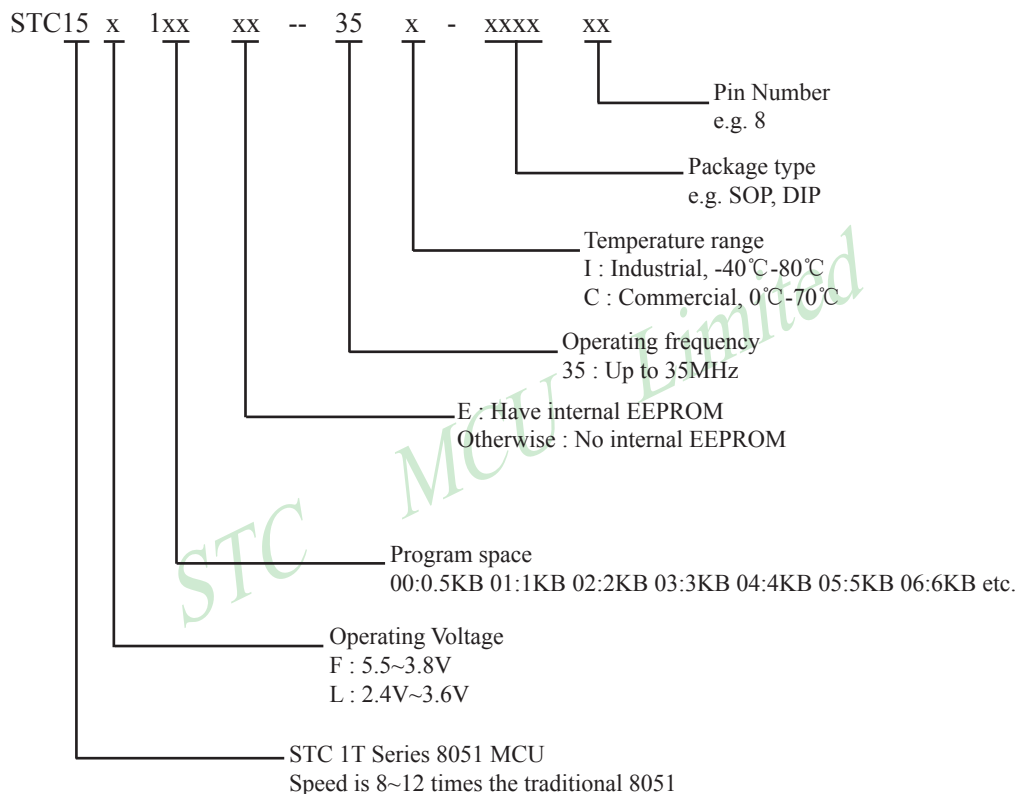 STC15 x 1xx xx -- 35 x - xxxx xx
Pin Number
e.g. 8
Package type
e.g. SOP, DIP
Temperature range
I : Industrial, -40℃-80℃
C : Commercial, 0℃-70℃
Operating frequency
35 : Up to 35MHz
E : Have internal EEPROM
Otherwise : No internal EEPROM
Program space
00:0.5KB 01:1KB 02:2KB 03:3KB 04:4KB 05:5KB 06:6KB etc.
Operating Voltage
F : 5.5~3.8V
L : 2.4V~3.6V
STC 1T Series 8051 MCU
Speed is 8~12 times the traditional 8051
STC MCU Limited